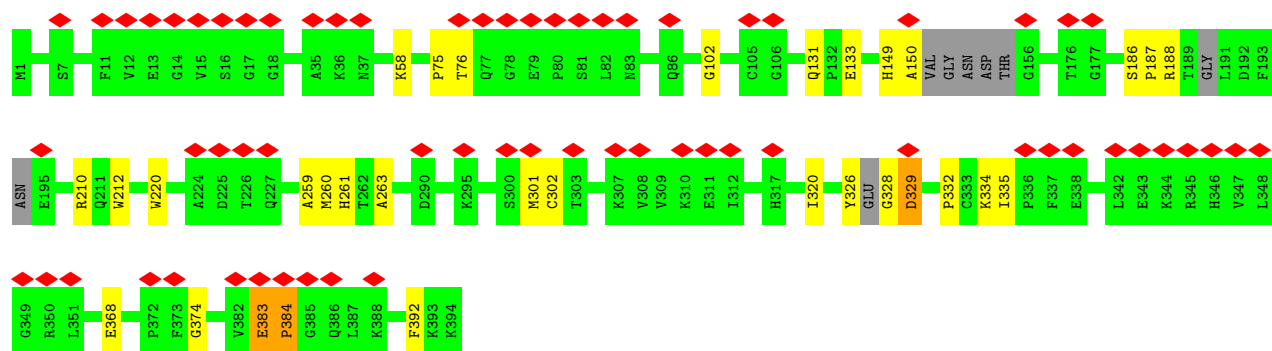 M1 S7 F11 V12 E13 G14 V15 S16 G17 G18 A35 K36 N37 K58 P75 T76 Q77 G78 E79 P80 S81 L82 N83 Q86 G102 C105 G106 Q131 P132 E133 H149 A150 VAL GLY ASN ASP THR G156 T176 G177 S186 P187 R188 T189 GLY L191 D192 F193
ASN E195 R210 Q211 W212 W220 A224 D225 T226 Q227 A259 M260 H261 T262 A263 D290 K295 S300 M301 C302 T303 K307 V308 V309 K310 E311 I312 H317 I320 Y326 GLU G328 D329 P332 C333 K334 I335 P336 F337 E338 L342 E343 K344 R345 H346 V347 L348
G349 R350 L351 E368 P372 F373 G374 V382 E383 P384 G385 Q386 L387 K388 F392 K393 K394